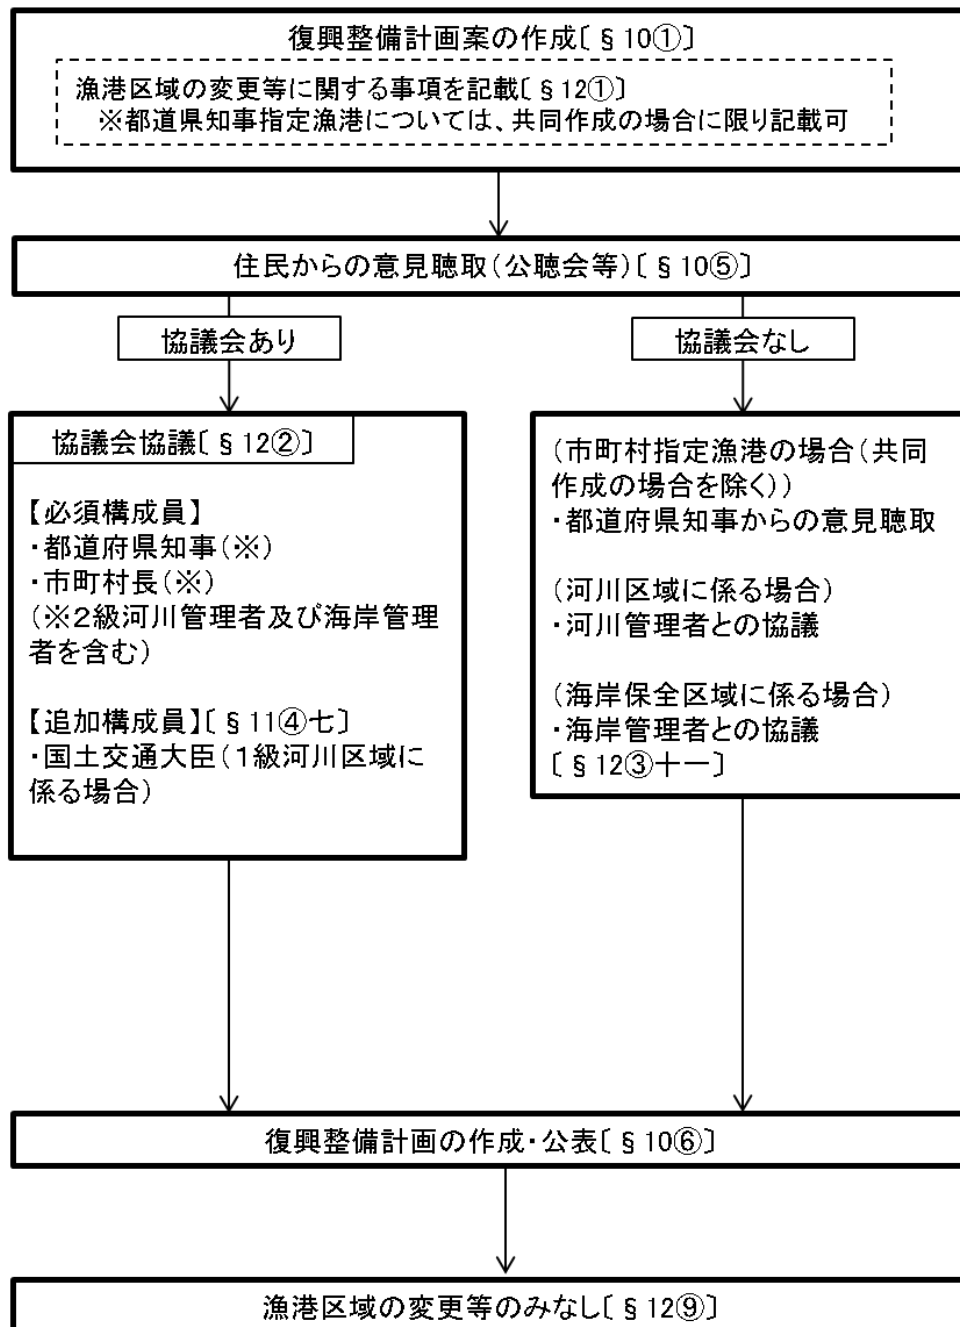 復興整備計画案の作成〔§10①〕
漁港区域の変更等に関する事項を記載〔§12①〕
※都道県知事指定漁港については、共同作成の場合に限り記載可
住民からの意見聴取(公聴会等)〔§10⑤〕
協議会あり
協議会なし
協議会協議〔§12②〕
【必須構成員】
・都道府県知事(※)
・市町村長(※)
(※2級河川管理者及び海岸管理
者を含む)
【追加構成員】〔§11④七〕
・国土交通大臣(1級河川区域に
係る場合)
(市町村指定漁港の場合(共同
作成の場合を除く))
・都道府県知事からの意見聴取
(河川区域に係る場合)
・河川管理者との協議
(海岸保全区域に係る場合)
・海岸管理者との協議
〔§12③十一〕
復興整備計画の作成・公表〔§10⑥〕
漁港区域の変更等のみなし〔§12⑨〕